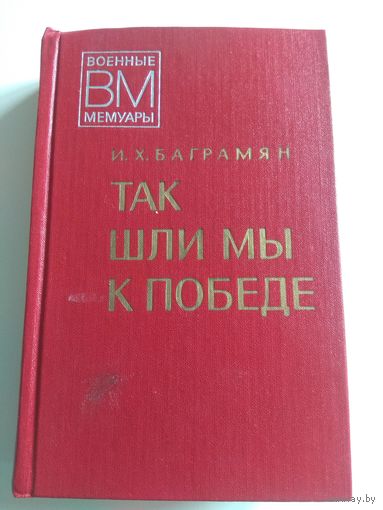 ВОЕННЫЕ
ВМ
МЕМУАРЫ
И. Х. БАГРАМЯН
ТАК
ШЛИ МЫ
К ПОБЕДЕ